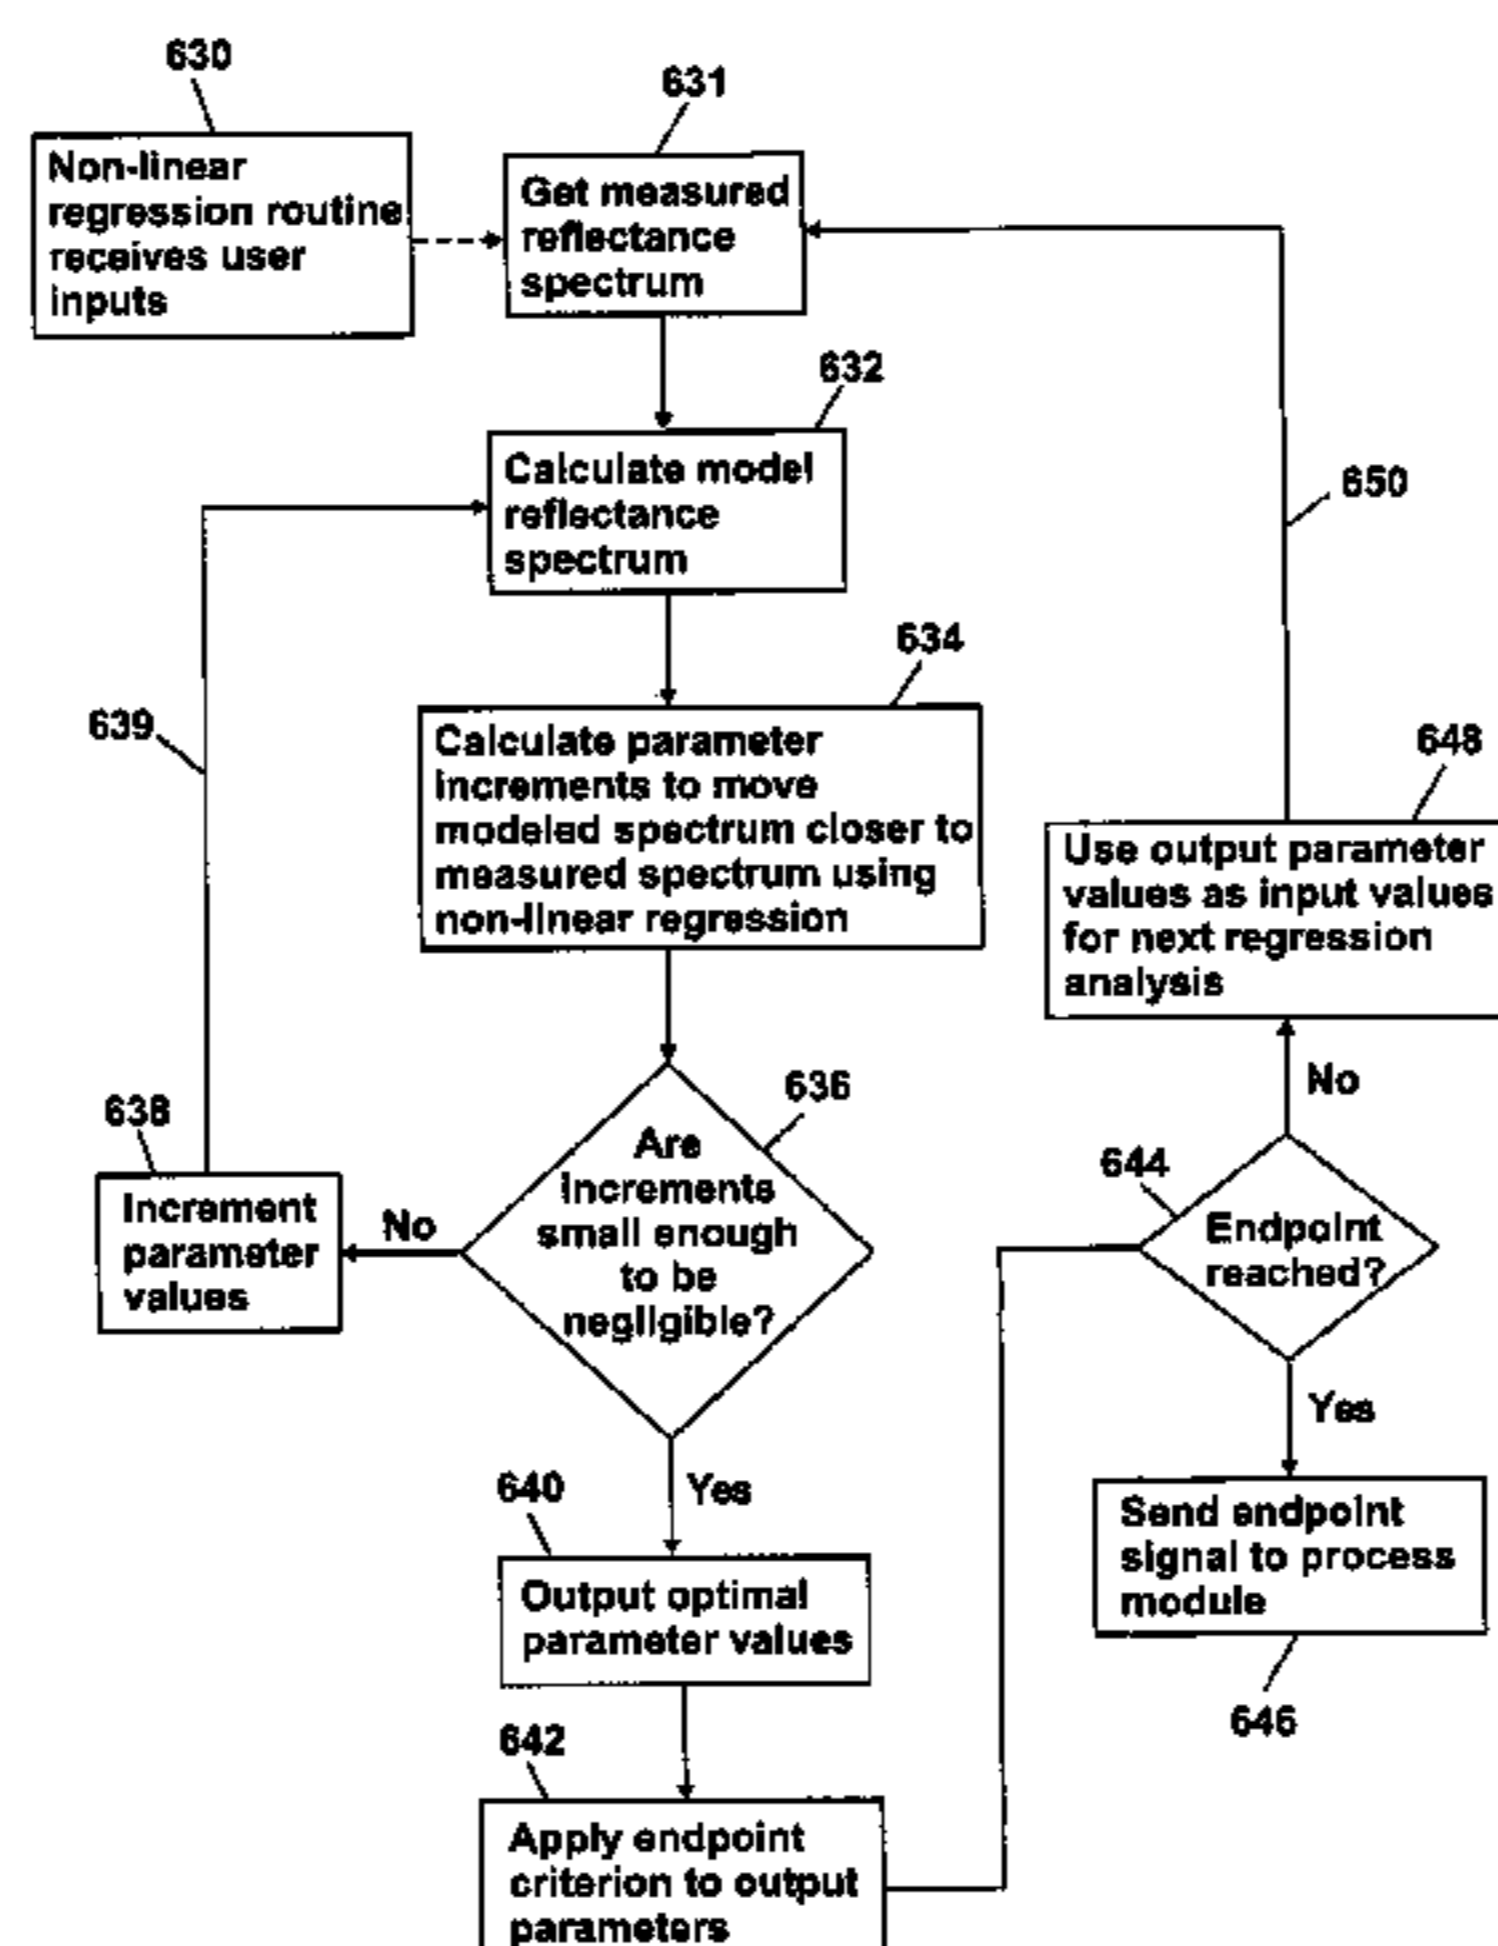 630
Non-linear
regression routine
receives user
inputs
631
Get measured
reflectance
spectrum
632
Calculate model
reflectance
spectrum
634
Calculate parameter
increments to move
modeled spectrum closer to
measured spectrum using
non-linear regression
639
650
648
Use output parameter
values as input values
for next regression
analysis
636
Are
increments
small enough
to be
negligible?
638
Increment
parameter
values
No
No
644
Endpoint
reached?
Yes
640
Yes
Output optimal
parameter values
Send endpoint
signal to process
module
646
642
Apply endpoint
criterion to output
parameters